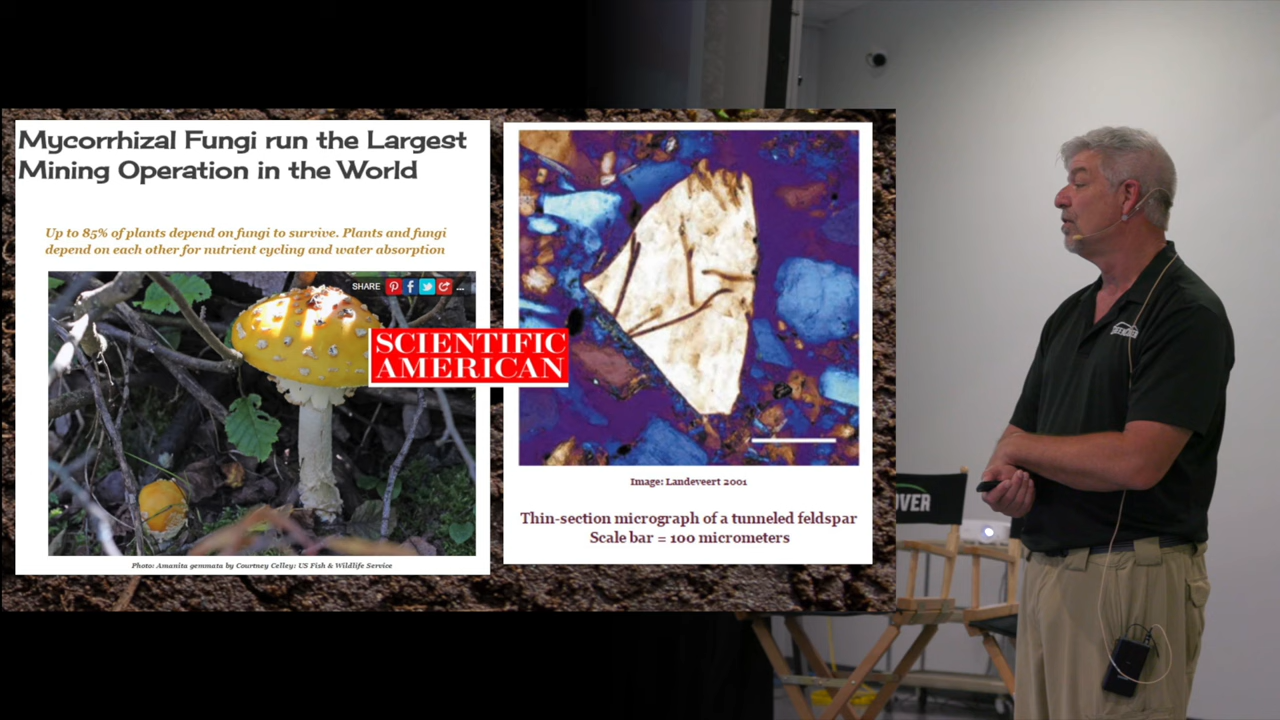 Mycorrhizal Fungi run the Largest
Mining Operation in the World
Up to 85% of plants depend on fungi to survive. Plants and fungi
depend on each other for nutrient cycling and water absorption
SHARE
SCIENTIFIC
AMERICAN
Photo: Amanita gemmata by Courtney Celley: US Fish & Wildlife Service
Image: Landeveert 2001
Thin-section micrograph of a tunneled feldspar
Scale bar = 100 micrometers
OVER